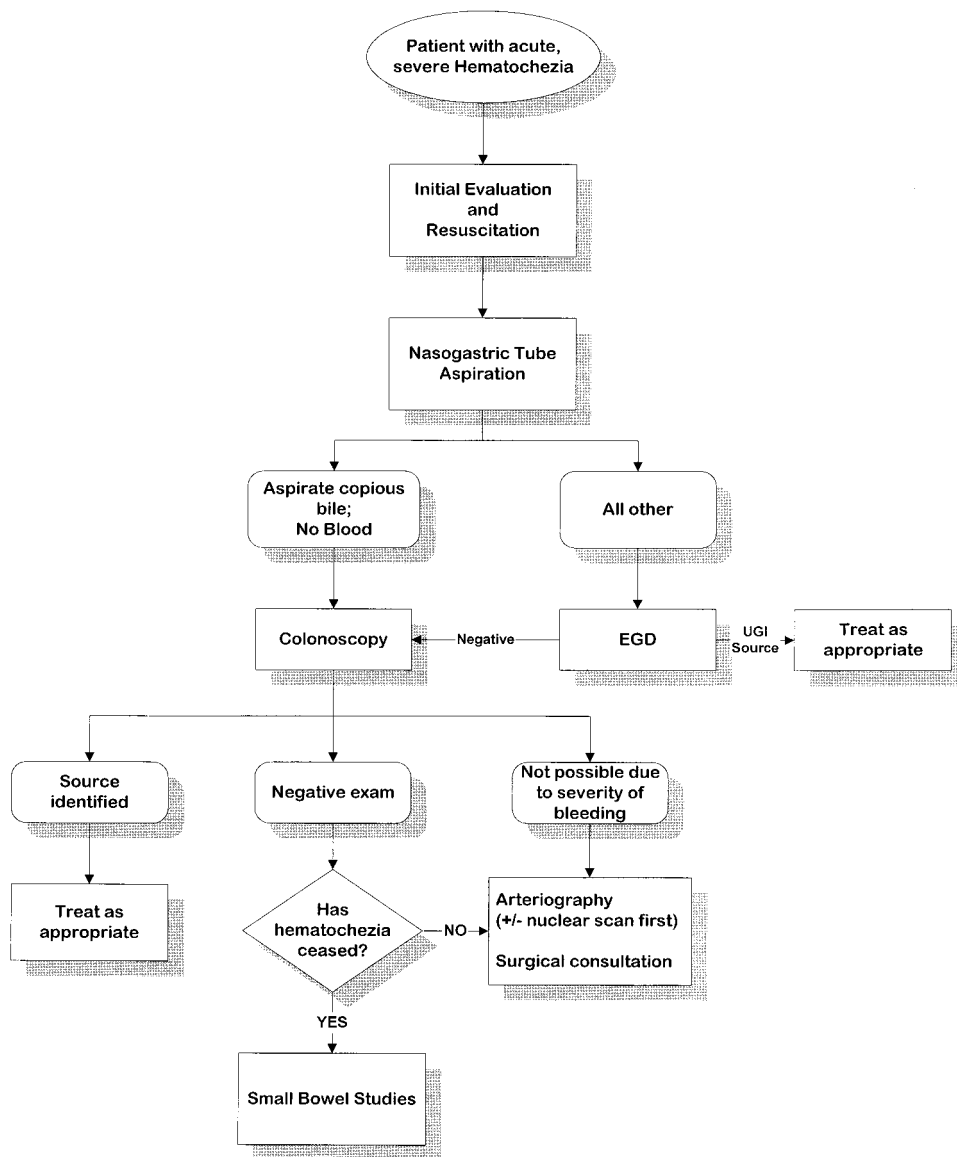 Patient with acute,
severe Hematochezia
Initial Evaluation
and
Resuscitation
Nasogastric Tube
Aspiration
Aspirate copious
bile;
No Blood
All other
Colonoscopy
Negative
EGD
UGI
Source
Treat as
appropriate
Source
identified
Negative exam
Not possible due
to severity of
bleeding
Treat as
appropriate
Has
hematochezia
ceased?
NO
Arteriography
(+/- nuclear scan first)
Surgical consultation
YES
Small Bowel Studies